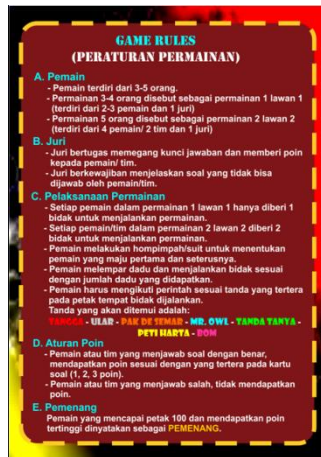 GAME RULES
(PERATURAN PERMAINAN)
A. Pemain
- Pemain terdiri dari 3-5 orang.
- Permainan 3-4 orang disebut sebagai permainan 1 lawan 1
(terdiri dari 2-3 pemain dan 1 juri)
- Permainan 5 orang disebut sebagai permainan 2 lawan 2
(terdiri dari 4 pemain/ 2 tim dan 1 juri)
B. Juri
- Juri bertugas memegang kunci jawaban dan memberi poin
kepada pemain/ tim.
- Juri berkewajiban menjelaskan soal yang tidak bisa
dijawab oleh pemain/tim.
C. Pelaksanaan Permainan
- Setiap pemain dalam permainan 1 lawan 1 hanya diberi 1
bidak untuk menjalankan permainan.
- Setiap pemain/tim dalam permainan 2 lawan 2 diberi 2
bidak untuk menjalankan permainan.
- Pemain melakukan hompimpah/suit untuk menentukan
pemain yang maju pertama dan seterusnya.
- Pemain melempar dadu dan menjalankan bidak sesuai
dengan jumlah dadu yang didapatkan.
- Pemain harus mengikuti perintah sesuai tanda yang tertera
pada petak tempat bidak dijalankan.
Tanda yang akan ditemui adalah:
TANGGA - ULAR - PAK DE SEMAR - MR. OWL - TANDA TANYA -
PETI HARTA - BOM
D. Aturan Poin
- Pemain atau tim yang menjawab soal dengan benar,
mendapatkan poin sesuai dengan yang tertera pada kartu
soal (1, 2, 3 poin).
- Pemain atau tim yang menjawab salah, tidak mendapatkan
poin.
E. Pemenang
Pemain yang mencapai petak 100 dan mendapatkan poin
tertinggi dinyatakan sebagai PEMENANG.